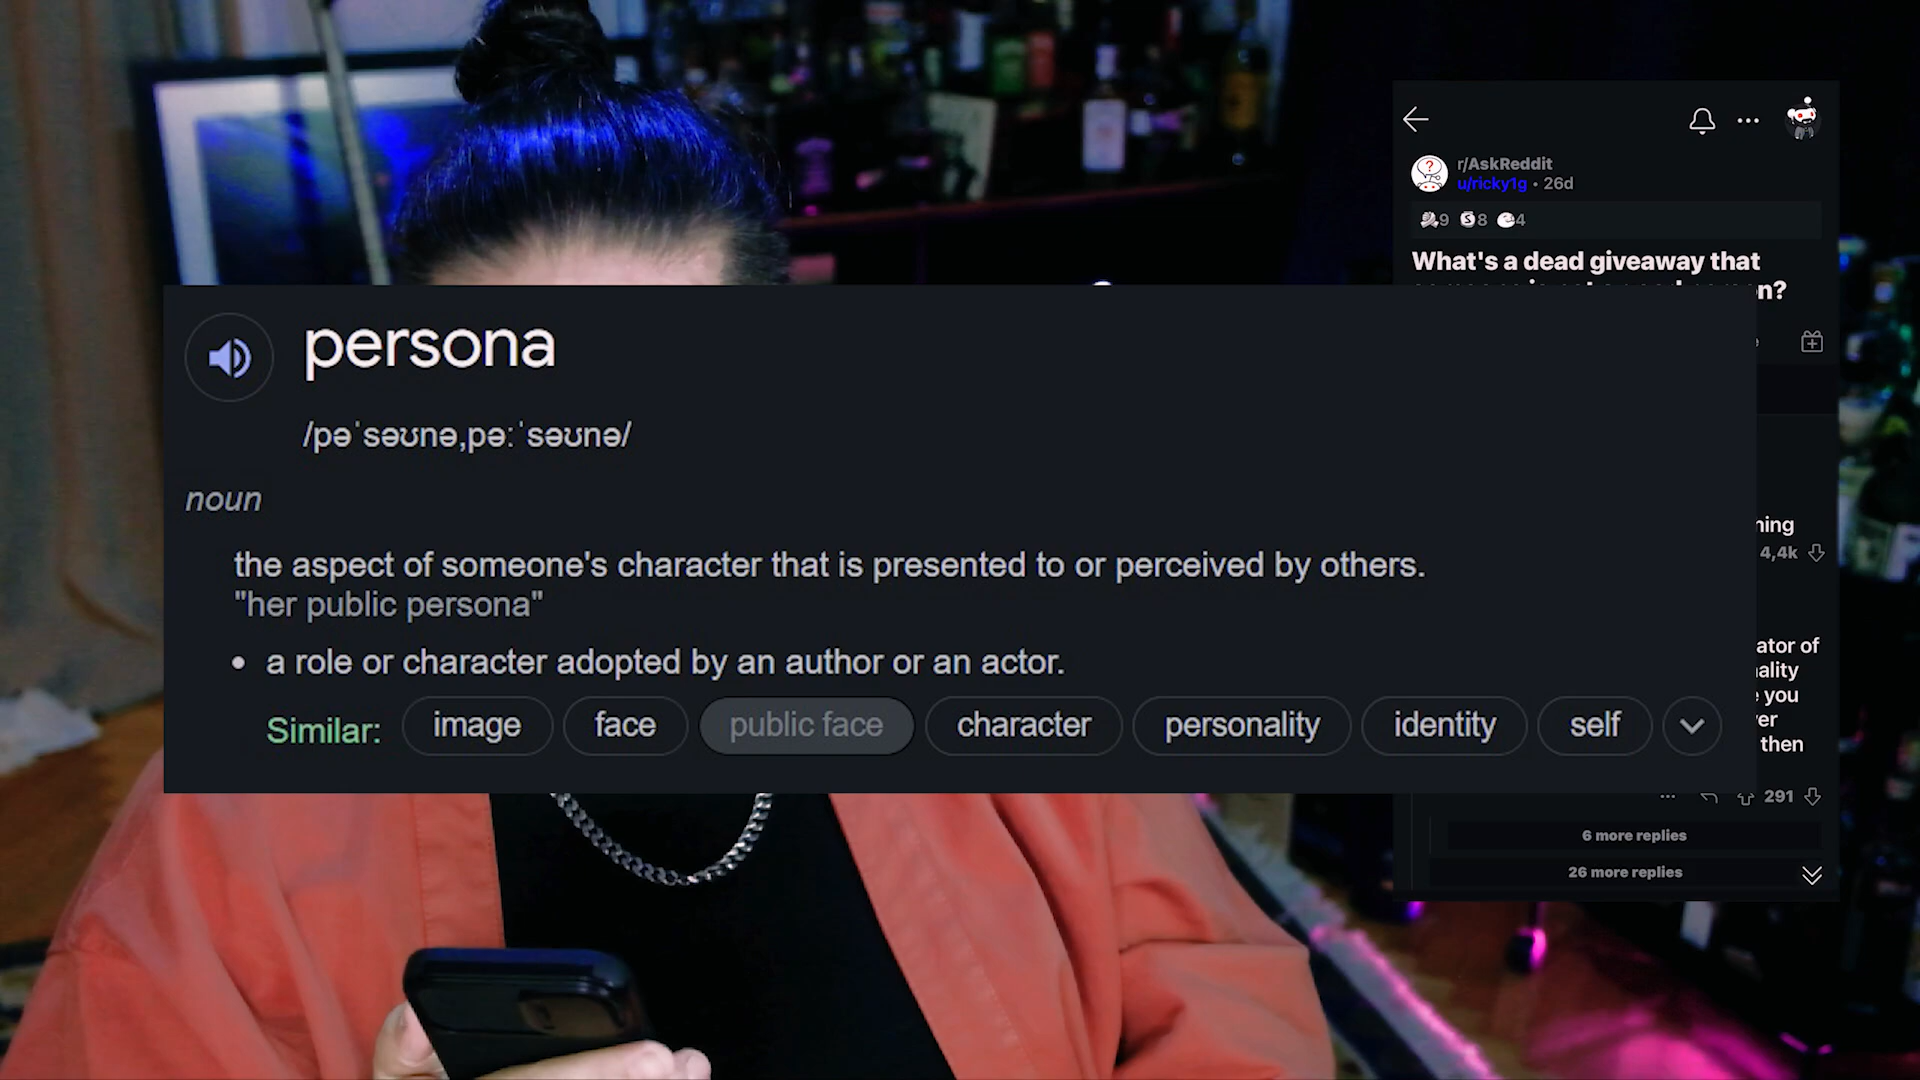 r/AskReddit
u/ricky1g • 26d
9 8 4
What's a dead giveaway that
n?
persona
/pəˈsəʊnə,pəːˈsəʊnə/
noun
the aspect of someone's character that is presented to or perceived by others.
"her public persona"
• a role or character adopted by an author or an actor.
Similar: image face public face character personality identity self
ning
4,4k
ator of
ality
you
er
then
291
6 more replies
26 more replies